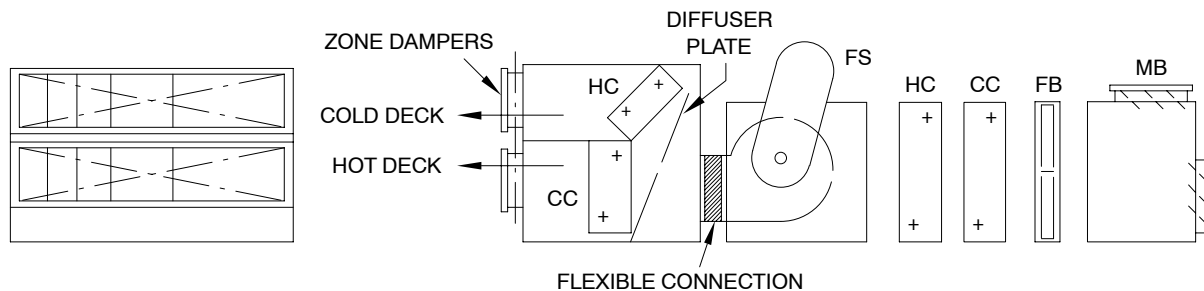 DIFFUSER
PLATE
ZONE DAMPERS
FS
HC
HC
CC
FB
MB
COLD DECK
HOT DECK
CC
FLEXIBLE CONNECTION